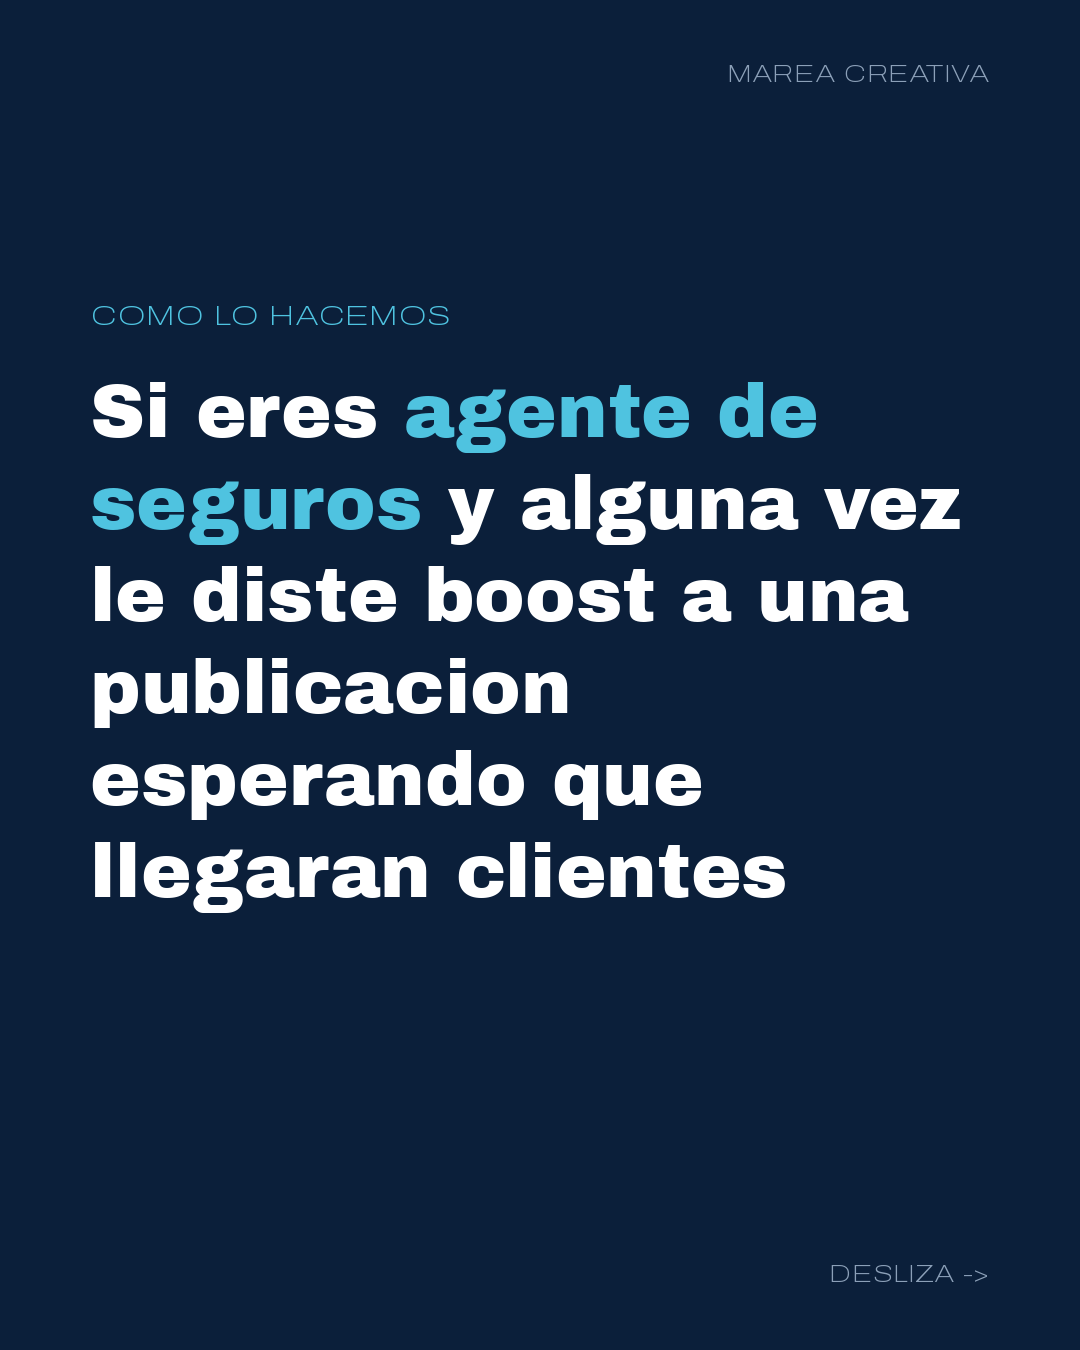 MAREA CREATIVA
COMO LO HACEMOS
Si eres agente de
seguros y alguna vez
le diste boost a una
publicacion
esperando que
llegaran clientes
DESLIZA ->